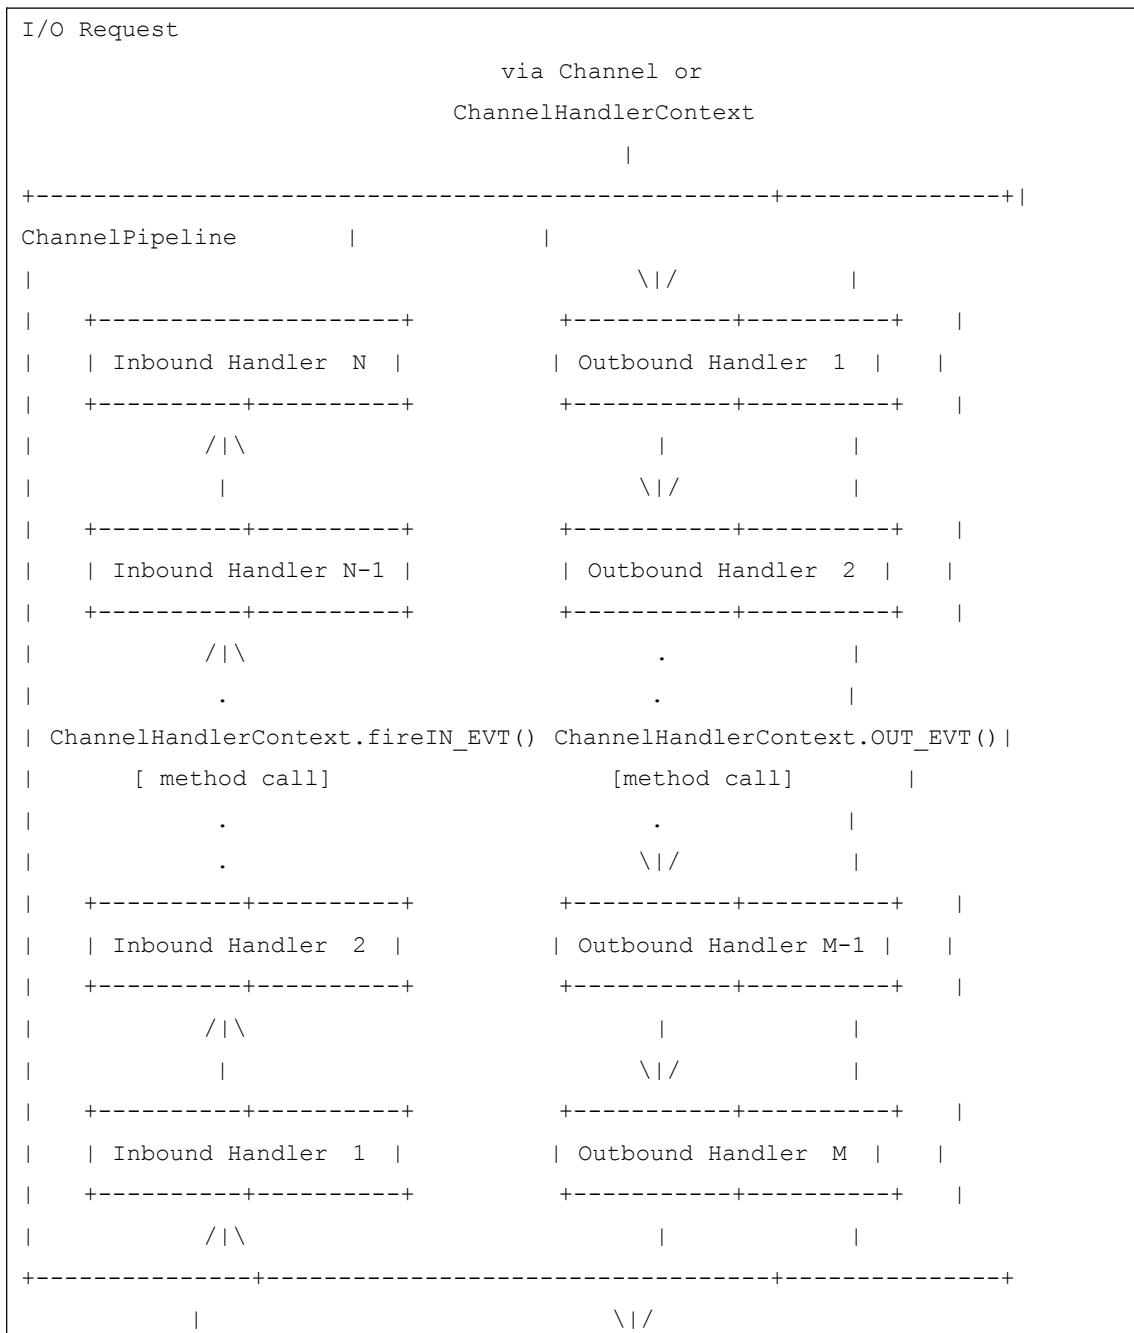 I/O Request
via Channel or
ChannelHandlerContext
|
+---------------------------------------------------+---------------+|
ChannelPipeline | |
| \|/ |
| +---------------------+ +-----------+----------+ |
| | Inbound Handler N | | Outbound Handler 1 | |
| +----------+----------+ +-----------+----------+ |
| /|\ | |
| | \|/ |
| +----------+----------+ +-----------+----------+ |
| | Inbound Handler N-1 | | Outbound Handler 2 | |
| +----------+----------+ +-----------+----------+ |
| /|\ . |
| . . |
| ChannelHandlerContext.fireIN_EVT() ChannelHandlerContext.OUT_EVT()|
| [ method call] [method call] |
| . . |
| . \|/ |
| +----------+----------+ +-----------+----------+ |
| | Inbound Handler 2 | | Outbound Handler M-1 | |
| +----------+----------+ +-----------+----------+ |
| /|\ | |
| | \|/ |
| +----------+----------+ +-----------+----------+ |
| | Inbound Handler 1 | | Outbound Handler M | |
| +----------+----------+ +-----------+----------+ |
| /|\ | |
+---------------+-----------------------------------+---------------+
| \|/